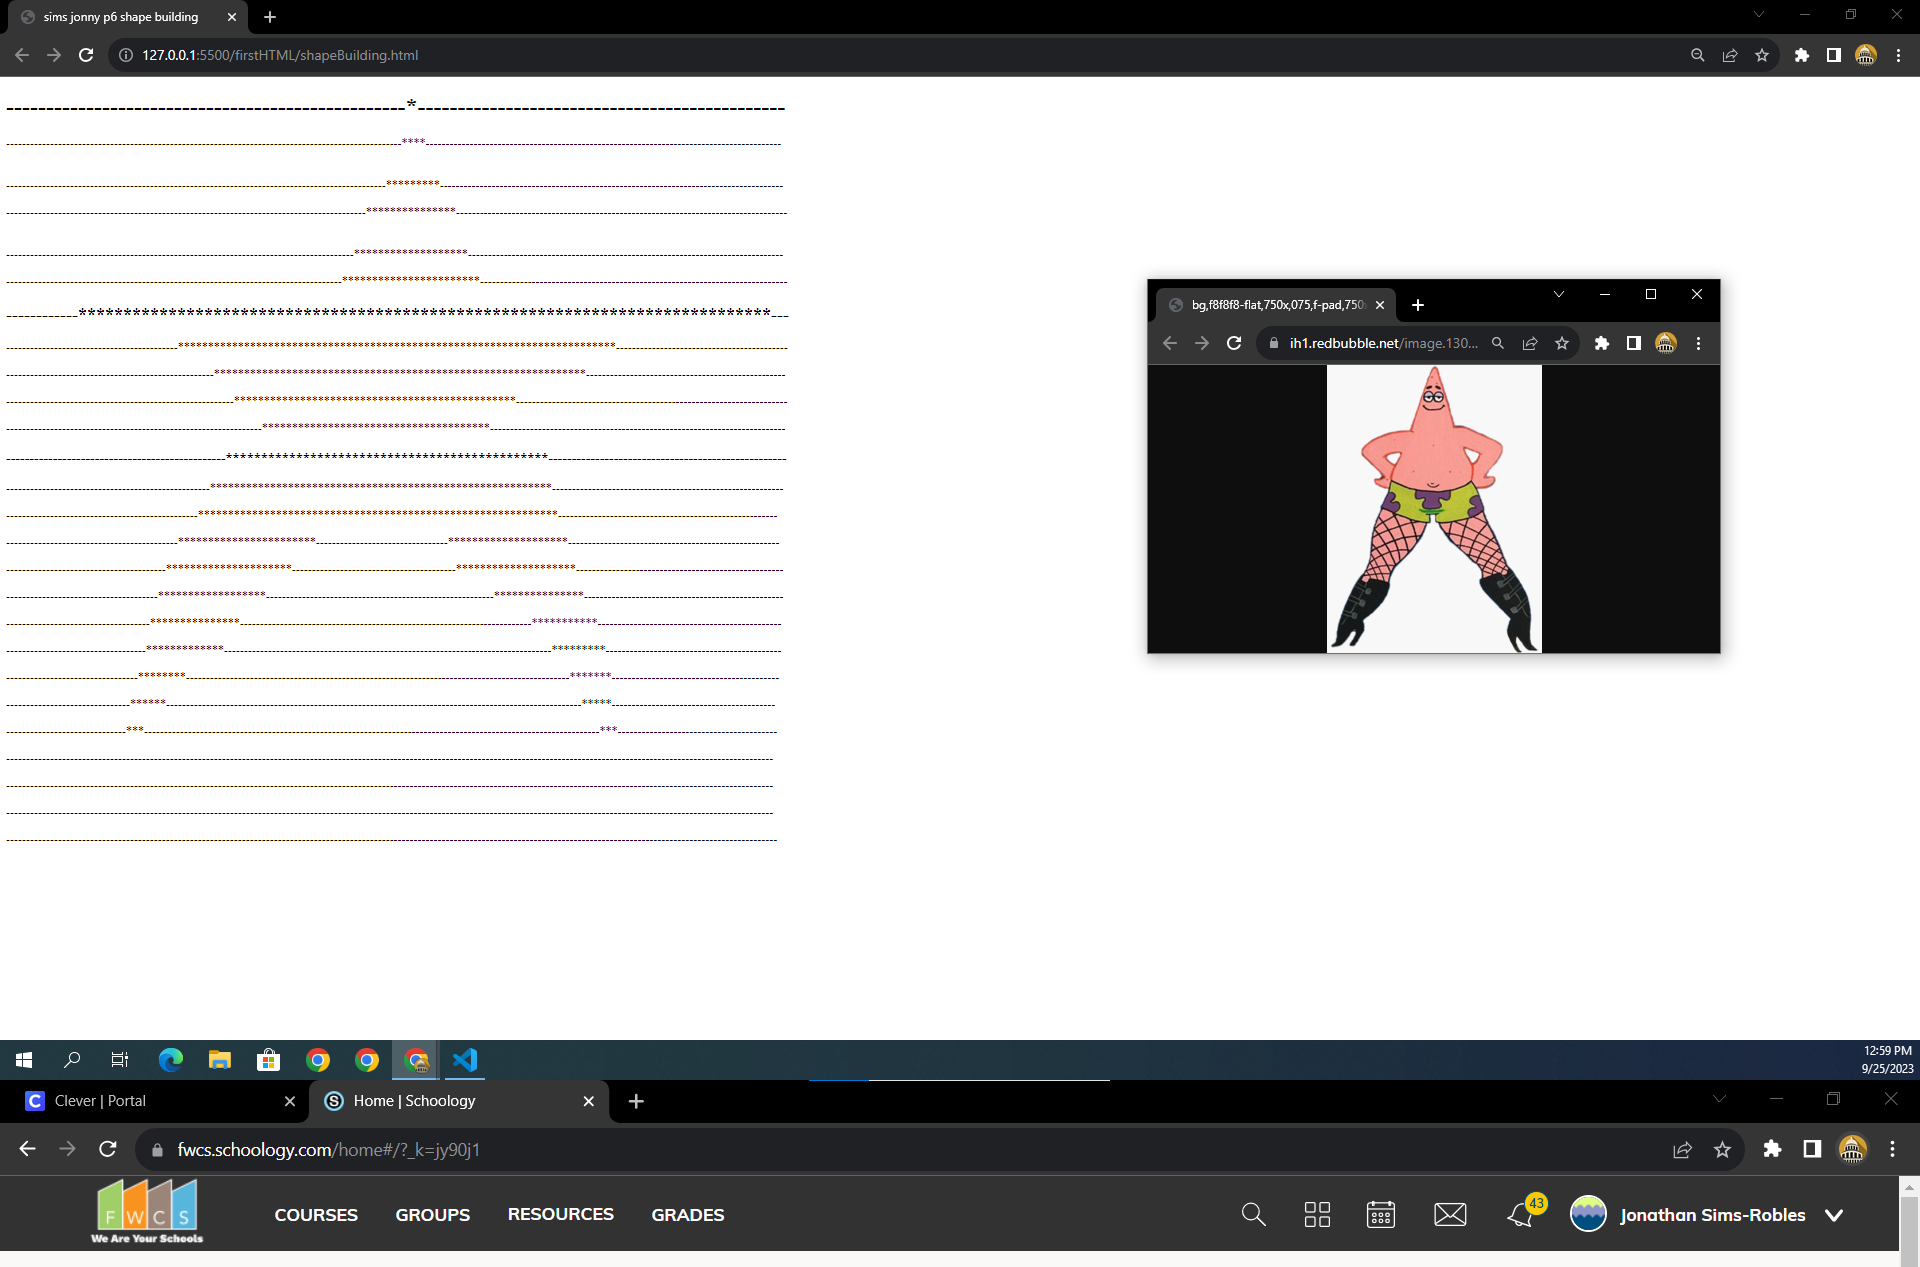 sims jonny p6 shape building
127.0.0.1:5500/firstHTML/shapeBuilding.html
bg,f8f8f8-flat,750x,075,f-pad,750
ih1.redbubble.net/image.130...
12:59 PM
9/25/2023
Clever | Portal
Home | Schoology
fwcs.schoology.com/home#/?_k=jy90j1
FWCS
We Are Your Schools
COURSES
GROUPS
RESOURCES
GRADES
43
Jonathan Sims-Robles